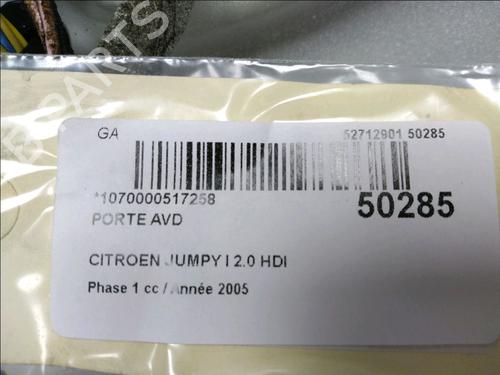 GA
52712901 50285
*1070000517258
50285
PORTE AVD
CITROEN JUMPY I 2.0 HDI
Phase 1 cc / Année 2005